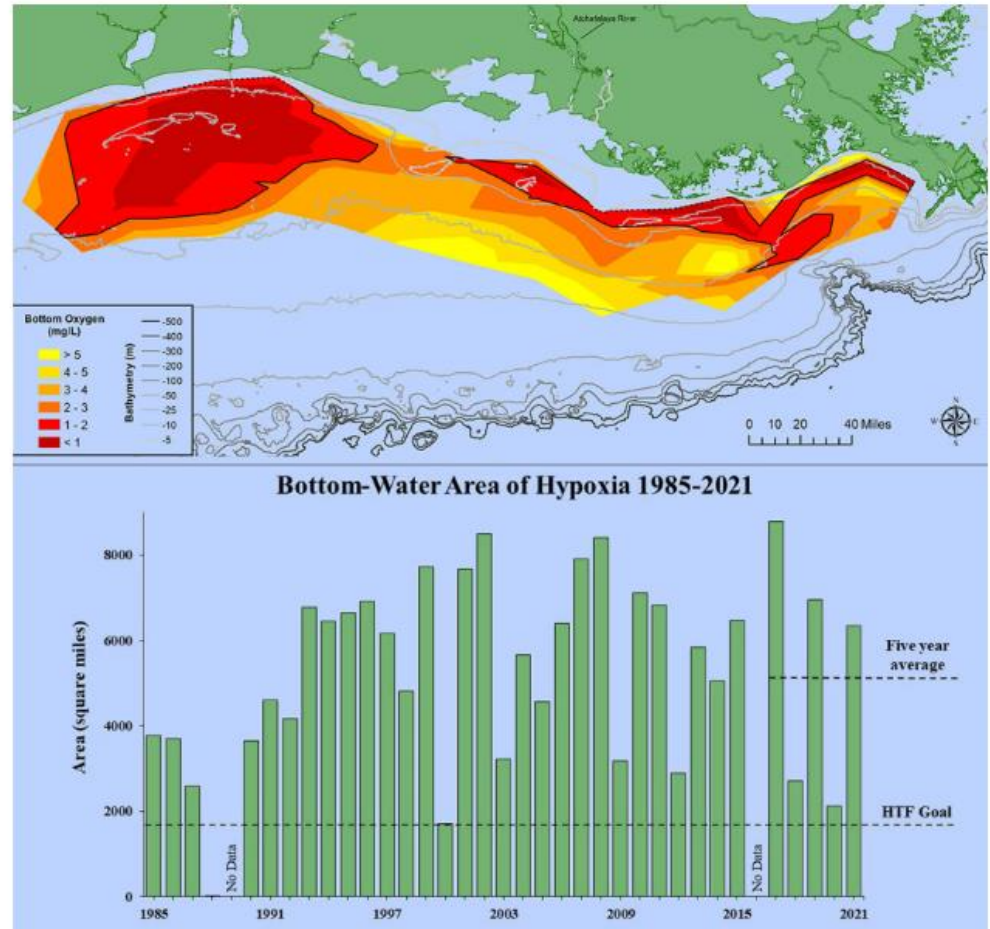 Atchafalaya River
Bottom Oxygen
(mg/L)
> 5
4 - 5
3 - 4
2 - 3
1 - 2
< 1
Bathymetry (m)
-500
-400
-300
-200
-100
-50
-25
-10
-5
0 10 20 40 Miles
N
W E
S
Bottom-Water Area of Hypoxia 1985-2021
Area (square miles)
8000
6000
4000
2000
0
Five year
average
HTF Goal
No Data
No Data
1985 1991 1997 2003 2009 2015 2021